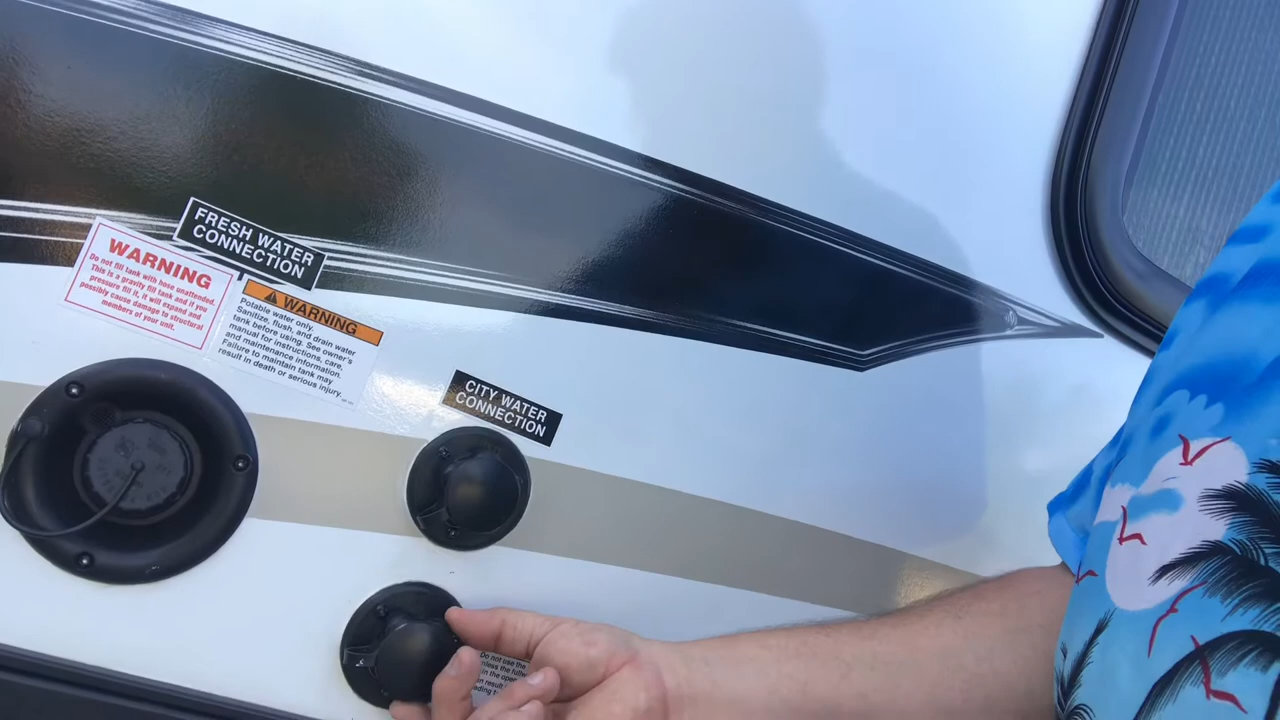 FRESH WATER
CONNECTION
WARNING
Do not fill tank with hose unattended.
This is a gravity fill tank and if you
pressure fill it, it will expand and
possibly cause damage to structural
members of your unit.
WARNING
Potable water only.
Sanitize, flush, and drain water
tank before using. See owner's
manual for instructions, care,
and maintenance information.
Failure to maintain tank may
result in death or serious injury.
CITY WATER
CONNECTION
Do not use the
in the